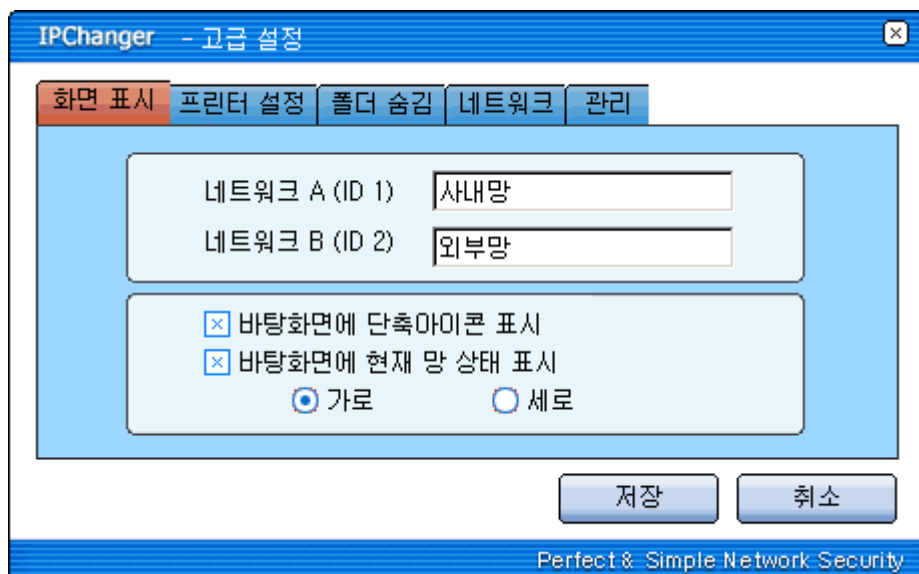 IPChanger - 고급 설정
화면 표시 프린터 설정 폴더 숨김 네트워크 관리
네트워크 A (ID 1) 사내망
네트워크 B (ID 2) 외부망
바탕화면에 단축아이콘 표시
바탕화면에 현재 망 상태 표시
가로 세로
저장 취소
Perfect & Simple Network Security